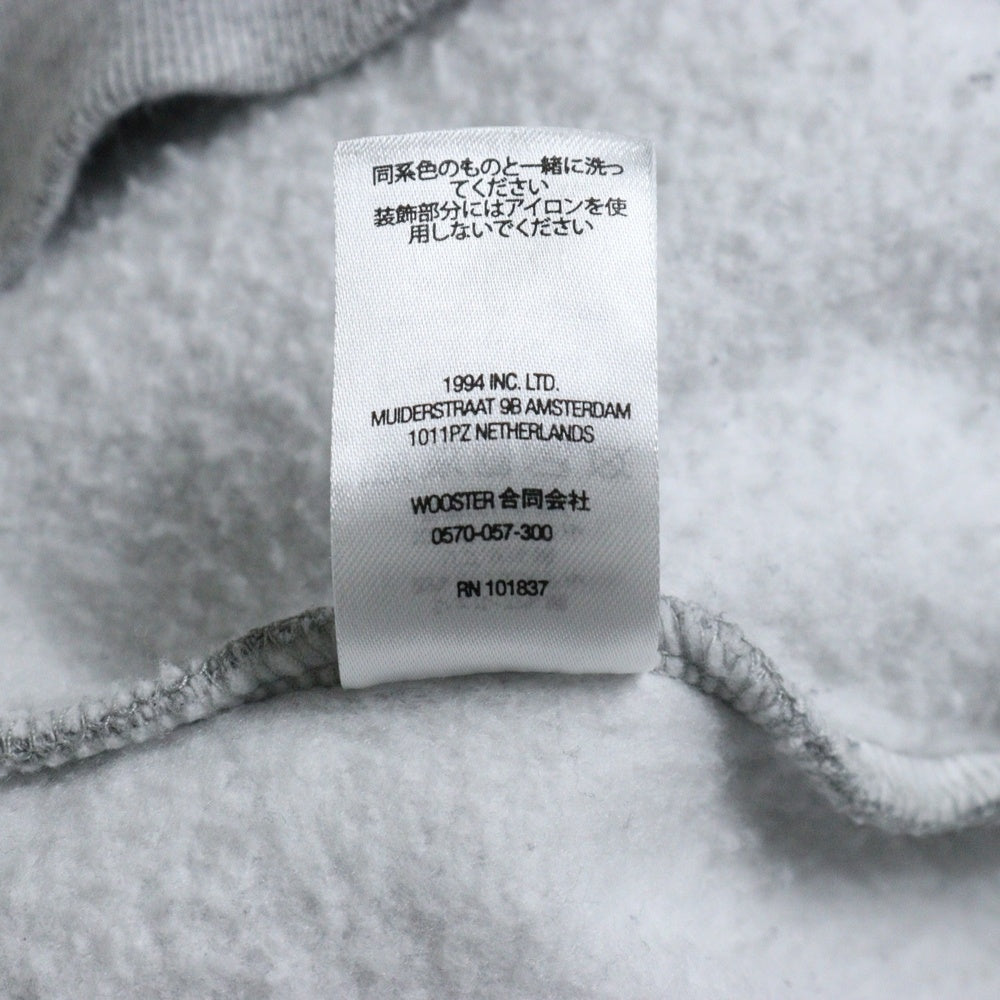 同系色のものと一緒に洗っ
てください
装飾部分にはアイロンを使
用しないでください
1994 INC. LTD.
MUIDERSTRAAT 9B AMSTERDAM
1011PZ NETHERLANDS
WOOSTER 合同会社
0570-057-300
RN 101837